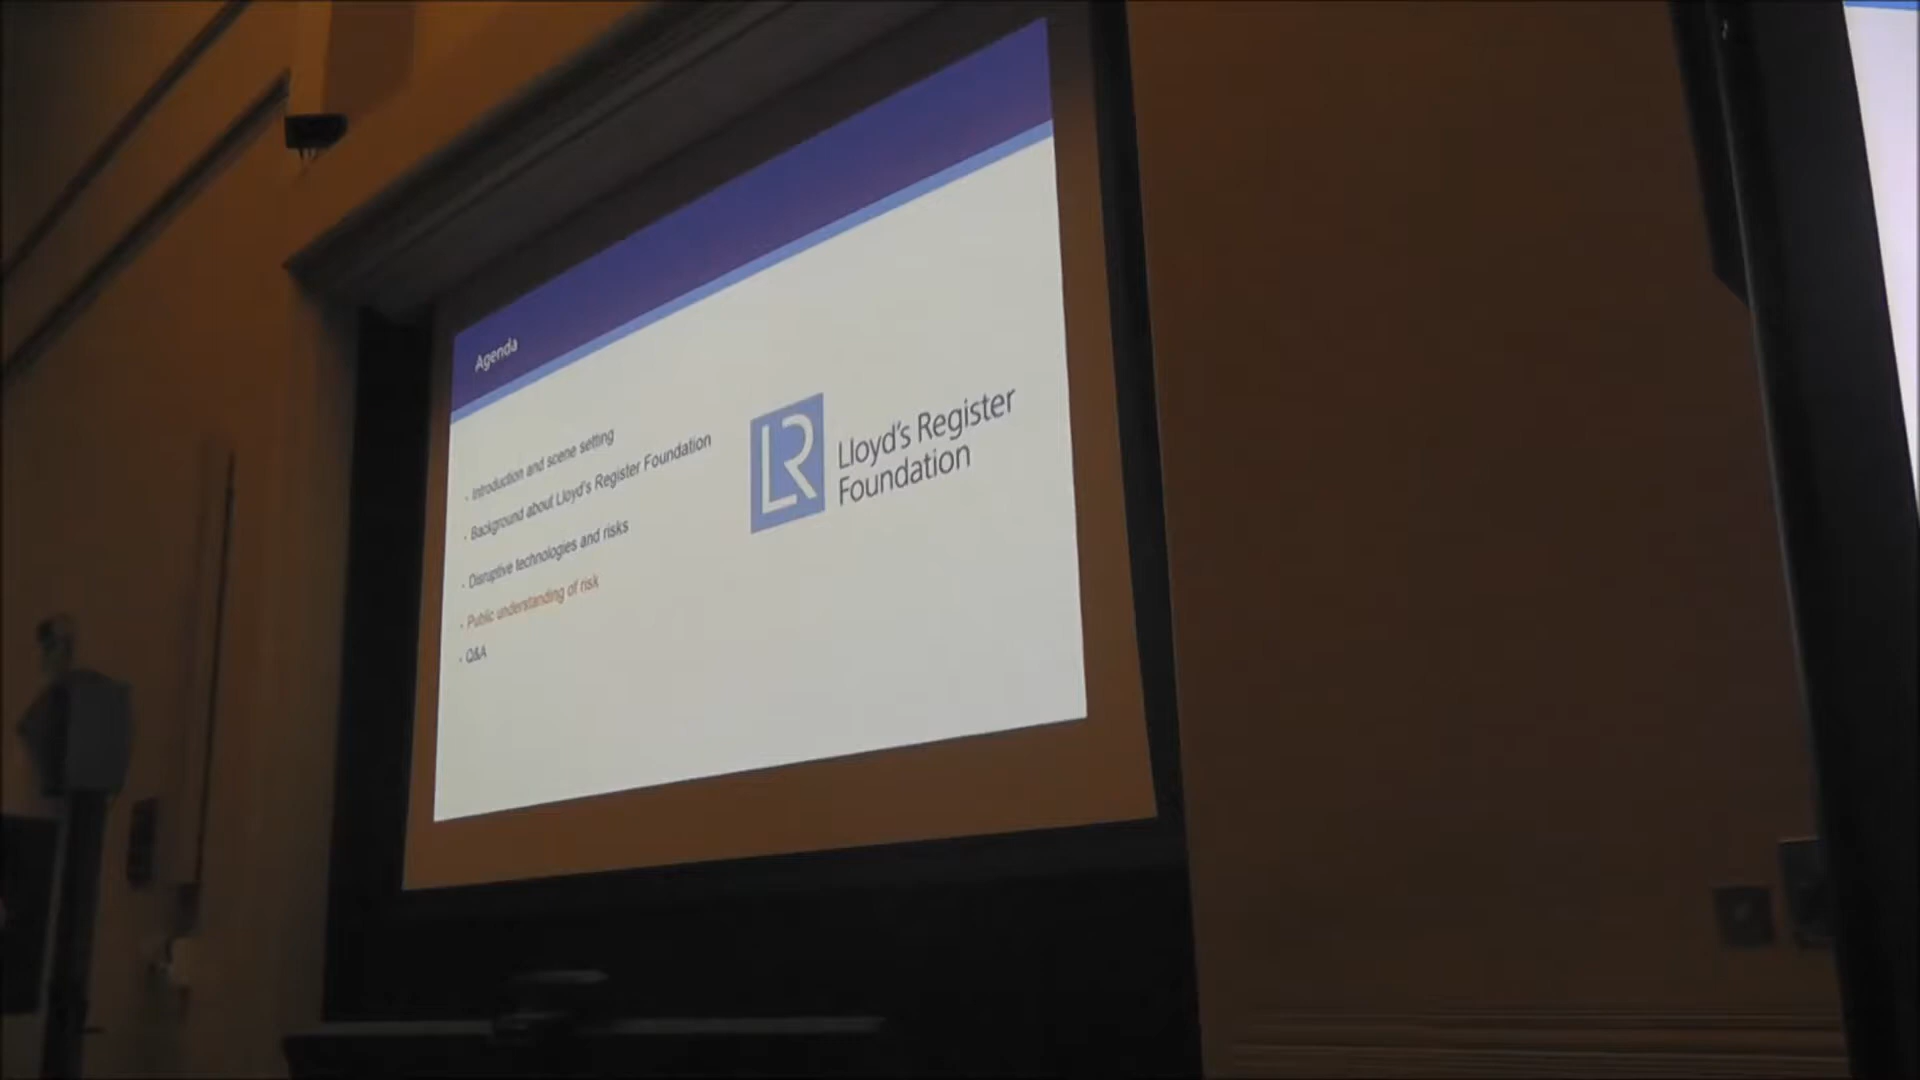 Agenda
- Introduction and scene setting
- Background about Lloyd's Register Foundation
- Disruptive technologies and risks
- Public understanding of risk
- Q&A
LR
Lloyd's Register
Foundation